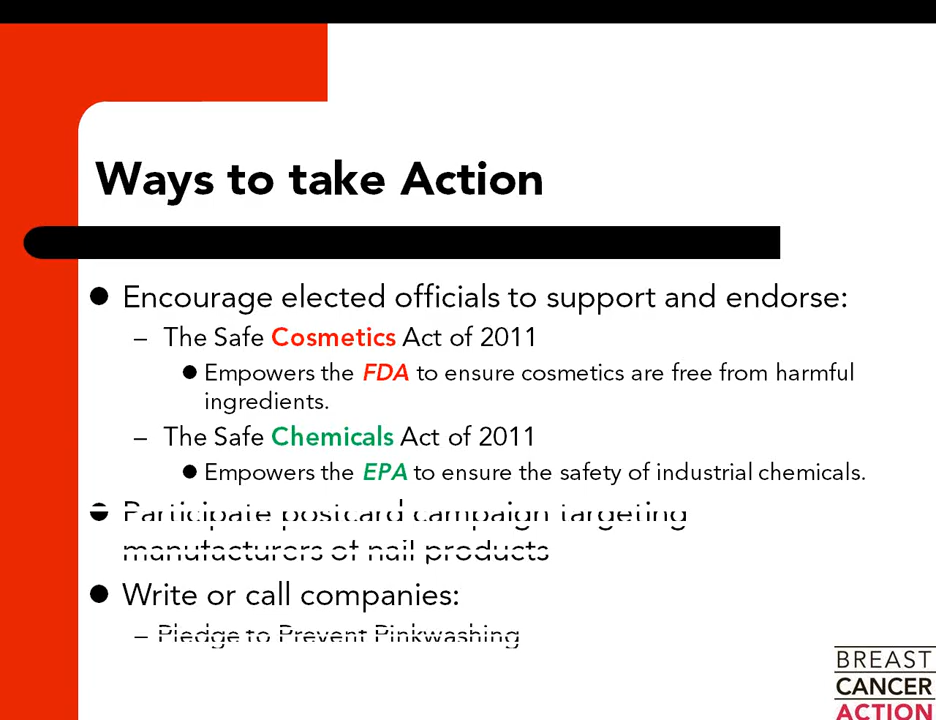 Ways to take Action
● Encourage elected officials to support and endorse:
– The Safe Cosmetics Act of 2011
● Empowers the FDA to ensure cosmetics are free from harmful
ingredients.
– The Safe Chemicals Act of 2011
● Empowers the EPA to ensure the safety of industrial chemicals.
● Participate postcard campaign targeting
manufacturers of nail products
● Write or call companies:
– Pledge to Prevent Pinkwashing
BREAST
CANCER
ACTION